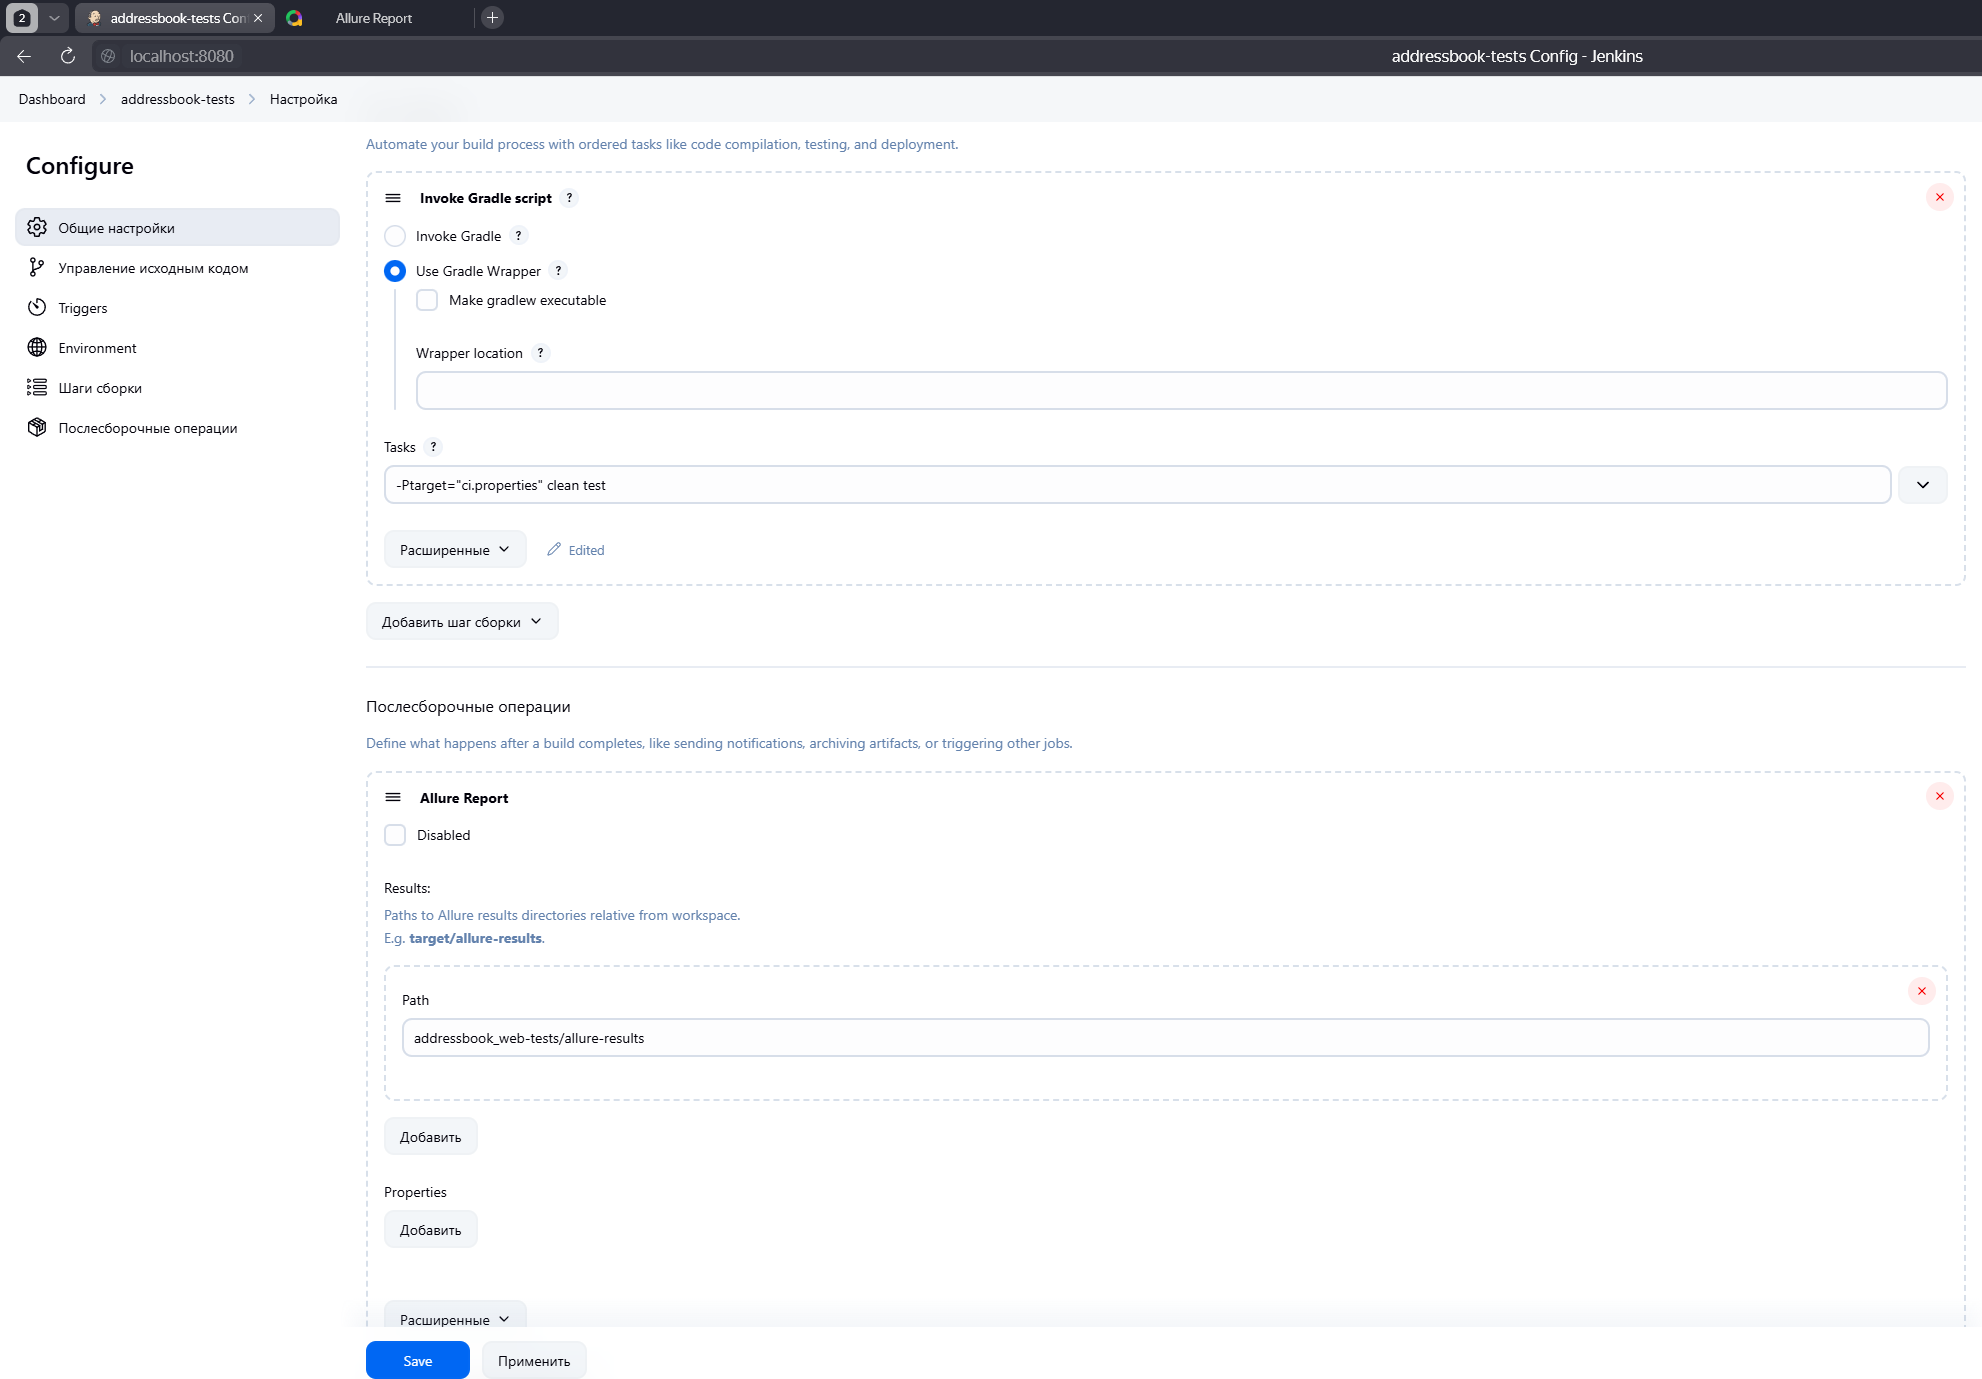 2
addressbook-tests Con
Allure Report
localhost:8080
addressbook-tests Config - Jenkins
Dashboard
addressbook-tests
Настройка
Configure
Общие настройки
Управление исходным кодом
Triggers
Environment
Шаги сборки
Послесборочные операции
Automate your build process with ordered tasks like code compilation, testing, and deployment.
Invoke Gradle script ?
Invoke Gradle ?
Use Gradle Wrapper ?
Make gradlew executable
Wrapper location ?
Tasks ?
-Ptarget="ci.properties" clean test
Расширенные
Edited
Добавить шаг сборки
Послесборочные операции
Define what happens after a build completes, like sending notifications, archiving artifacts, or triggering other jobs.
Allure Report
Disabled
Results:
Paths to Allure results directories relative from workspace.
E.g. target/allure-results.
Path
addressbook_web-tests/allure-results
Добавить
Properties
Добавить
Расширенные
Save
Применить